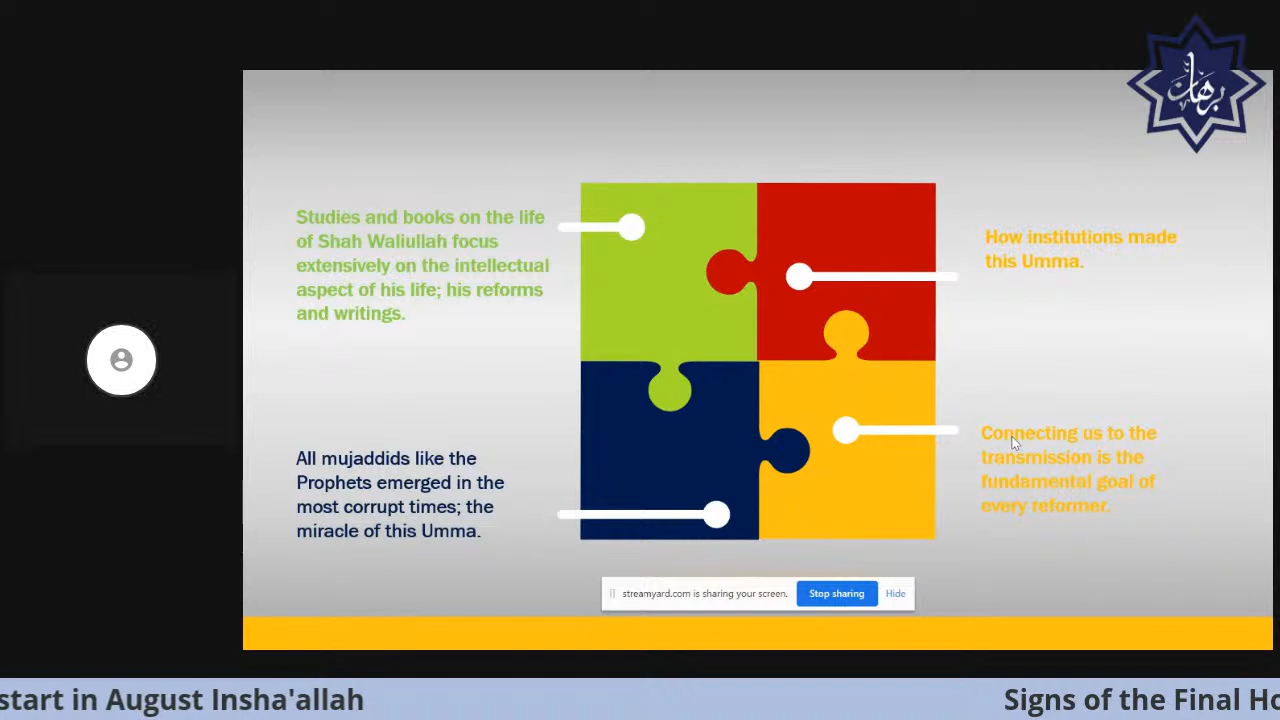 برهان
Studies and books on the life
of Shah Waliullah focus
extensively on the intellectual
aspect of his life; his reforms
and writings.
How institutions made
this Umma.
All mujaddids like the
Prophets emerged in the
most corrupt times; the
miracle of this Umma.
Connecting us to the
transmission is the
fundamental goal of
every reformer.
streamyard.com is sharing your screen.
Stop sharing
Hide
start in August Insha'allah
Signs of the Final